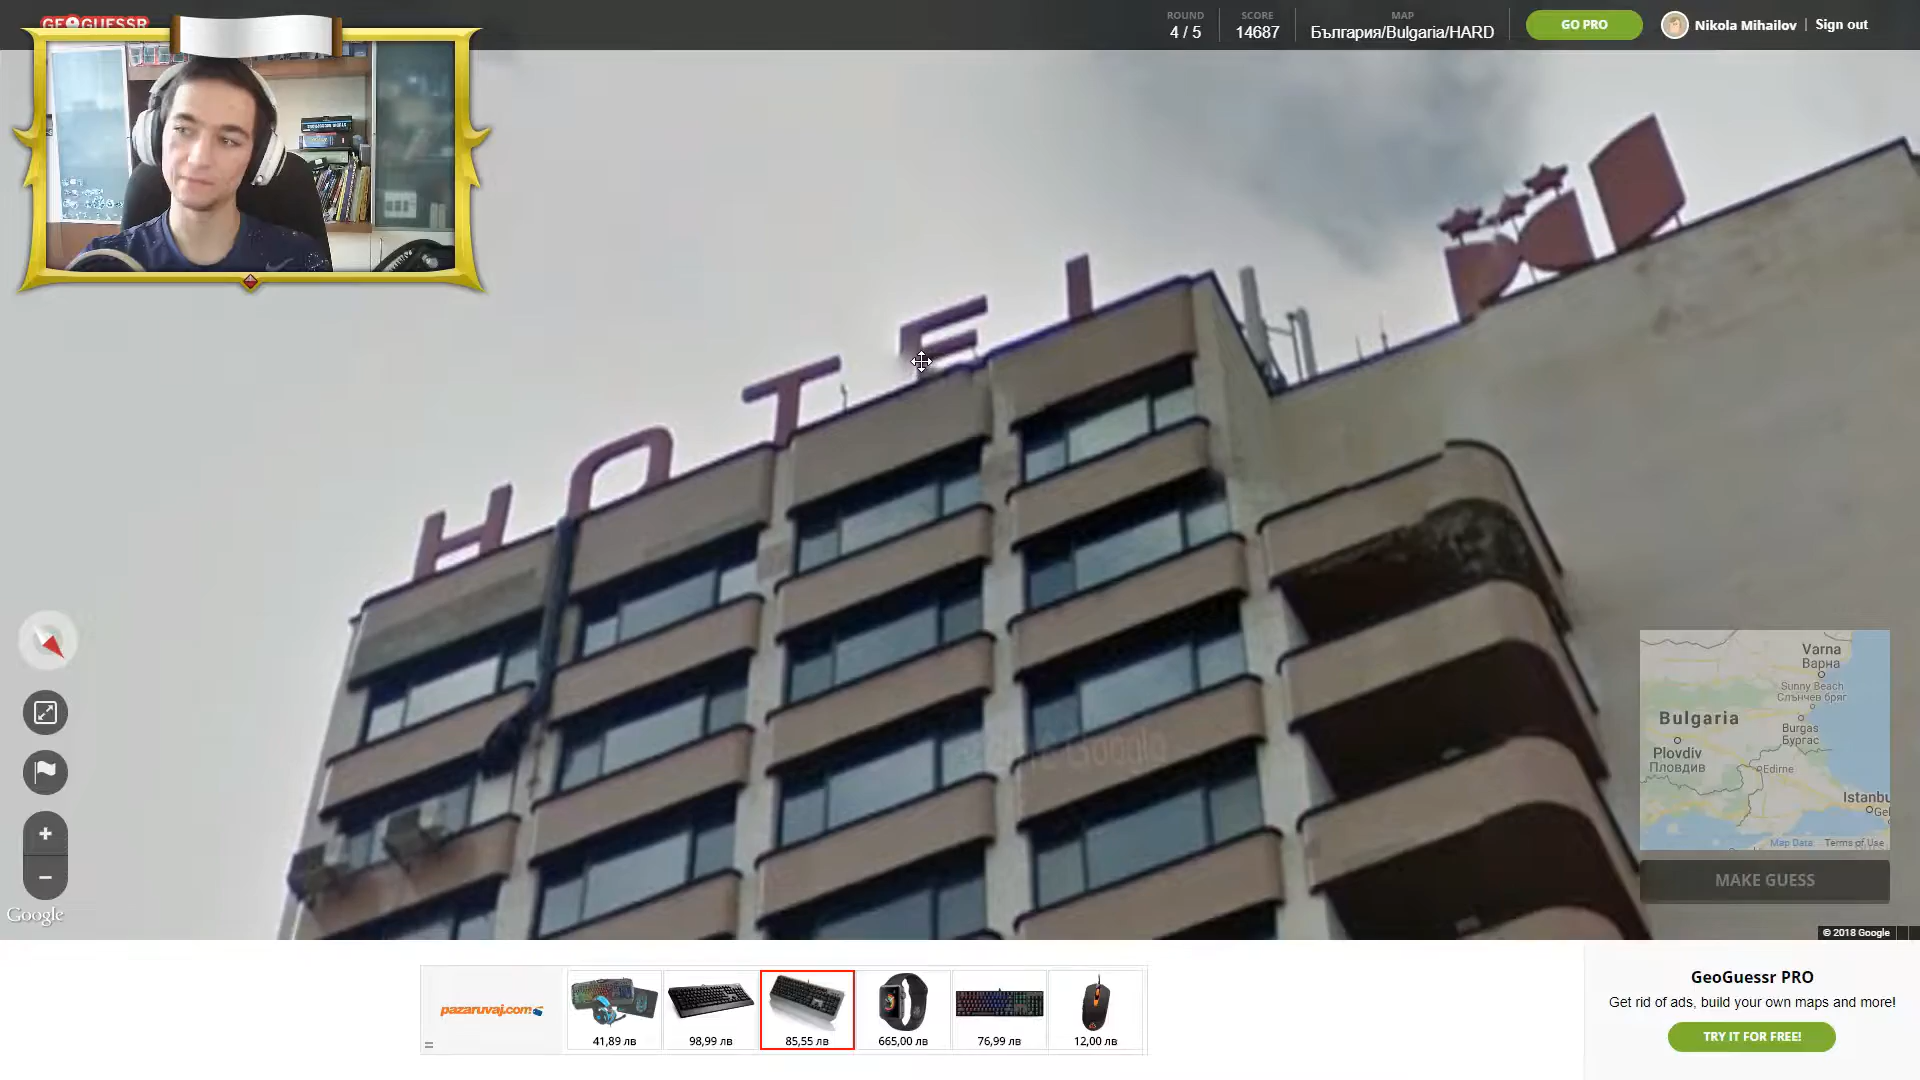 GEOGUESSR
ROUND
4 / 5
SCORE
14687
MAP
България/Bulgaria/HARD
GO PRO
Nikola Mihailov
Sign out
HOTEL
Google
Varna
Варна
Sunny Beach
Слънчев бряг
Bulgaria
Burgas
Бургас
Plovdiv
Пловдив
Edirne
Istanbu
Map Data
Terms of Use
MAKE GUESS
Google
© 2018 Google
pazaruvaj.com
41,89 лв
98,99 лв
85,55 лв
665,00 лв
76,99 лв
12,00 лв
GeoGuessr PRO
Get rid of ads, build your own maps and more!
TRY IT FOR FREE!